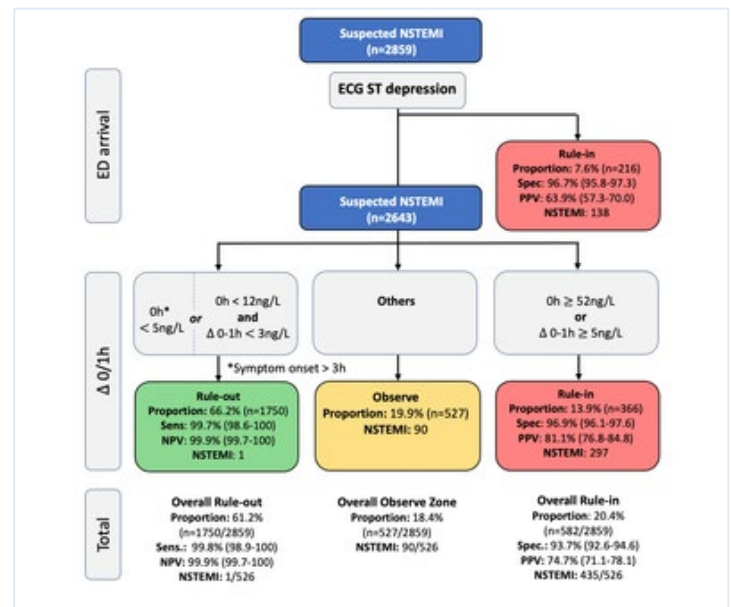 Suspected NSTEMI
(n=2859)
ED arrival
ECG ST depression
Rule-in
Proportion: 7.6% (n=216)
Spec: 96.7% (95.8-97.3)
PPV: 63.9% (57.3-70.0)
NSTEMI: 138
Suspected NSTEMI
(n=2643)
Δ 0/1h
0h*
< 5ng/L
or
0h < 12ng/L
and
Δ 0-1h < 3ng/L
Others
0h ≥ 52ng/L
or
Δ 0-1h ≥ 5ng/L
*Symptom onset > 3h
Rule-out
Proportion: 66.2% (n=1750)
Sens: 99.7% (98.6-100)
NPV: 99.9% (99.7-100)
NSTEMI: 1
Observe
Proportion: 19.9% (n=527)
NSTEMI: 90
Rule-in
Proportion: 13.9% (n=366)
Spec: 96.9% (96.1-97.6)
PPV: 81.1% (76.8-84.8)
NSTEMI: 297
Total
Overall Rule-out
Proportion: 61.2%
(n=1750/2859)
Sens.: 99.8% (98.9-100)
NPV: 99.9% (99.7-100)
NSTEMI: 1/526
Overall Observe Zone
Proportion: 18.4%
(n=527/2859)
NSTEMI: 90/526
Overall Rule-in
Proportion: 20.4%
(n=582/2859)
Spec.: 93.7% (92.6-94.6)
PPV: 74.7% (71.1-78.1)
NSTEMI: 435/526